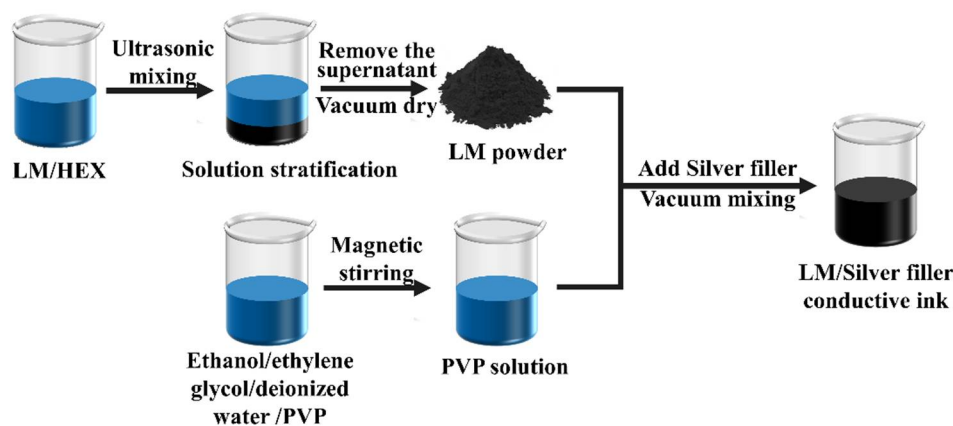 Ultrasonic
mixing
Remove the
supernatant
Vacuum dry
LM/HEX
Solution stratification
LM powder
Add Silver filler
Vacuum mixing
Magnetic
stirring
LM/Silver filler
conductive ink
Ethanol/ethylene
glycol/deionized
water /PVP
PVP solution